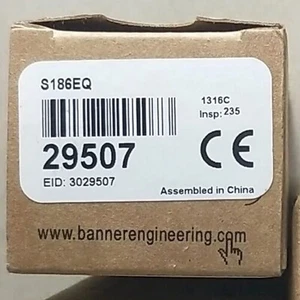 S186EQ
1316C
Insp: 235
29507
CE
EID: 3029507
Assembled in China
www.bannerengineering.com